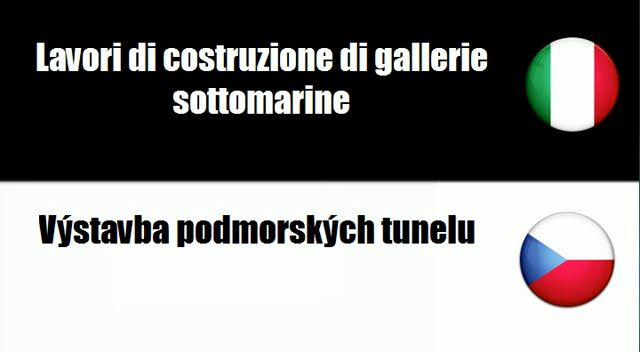 Lavori di costruzione di gallerie
sottomarine
Výstavba podmorských tunelu